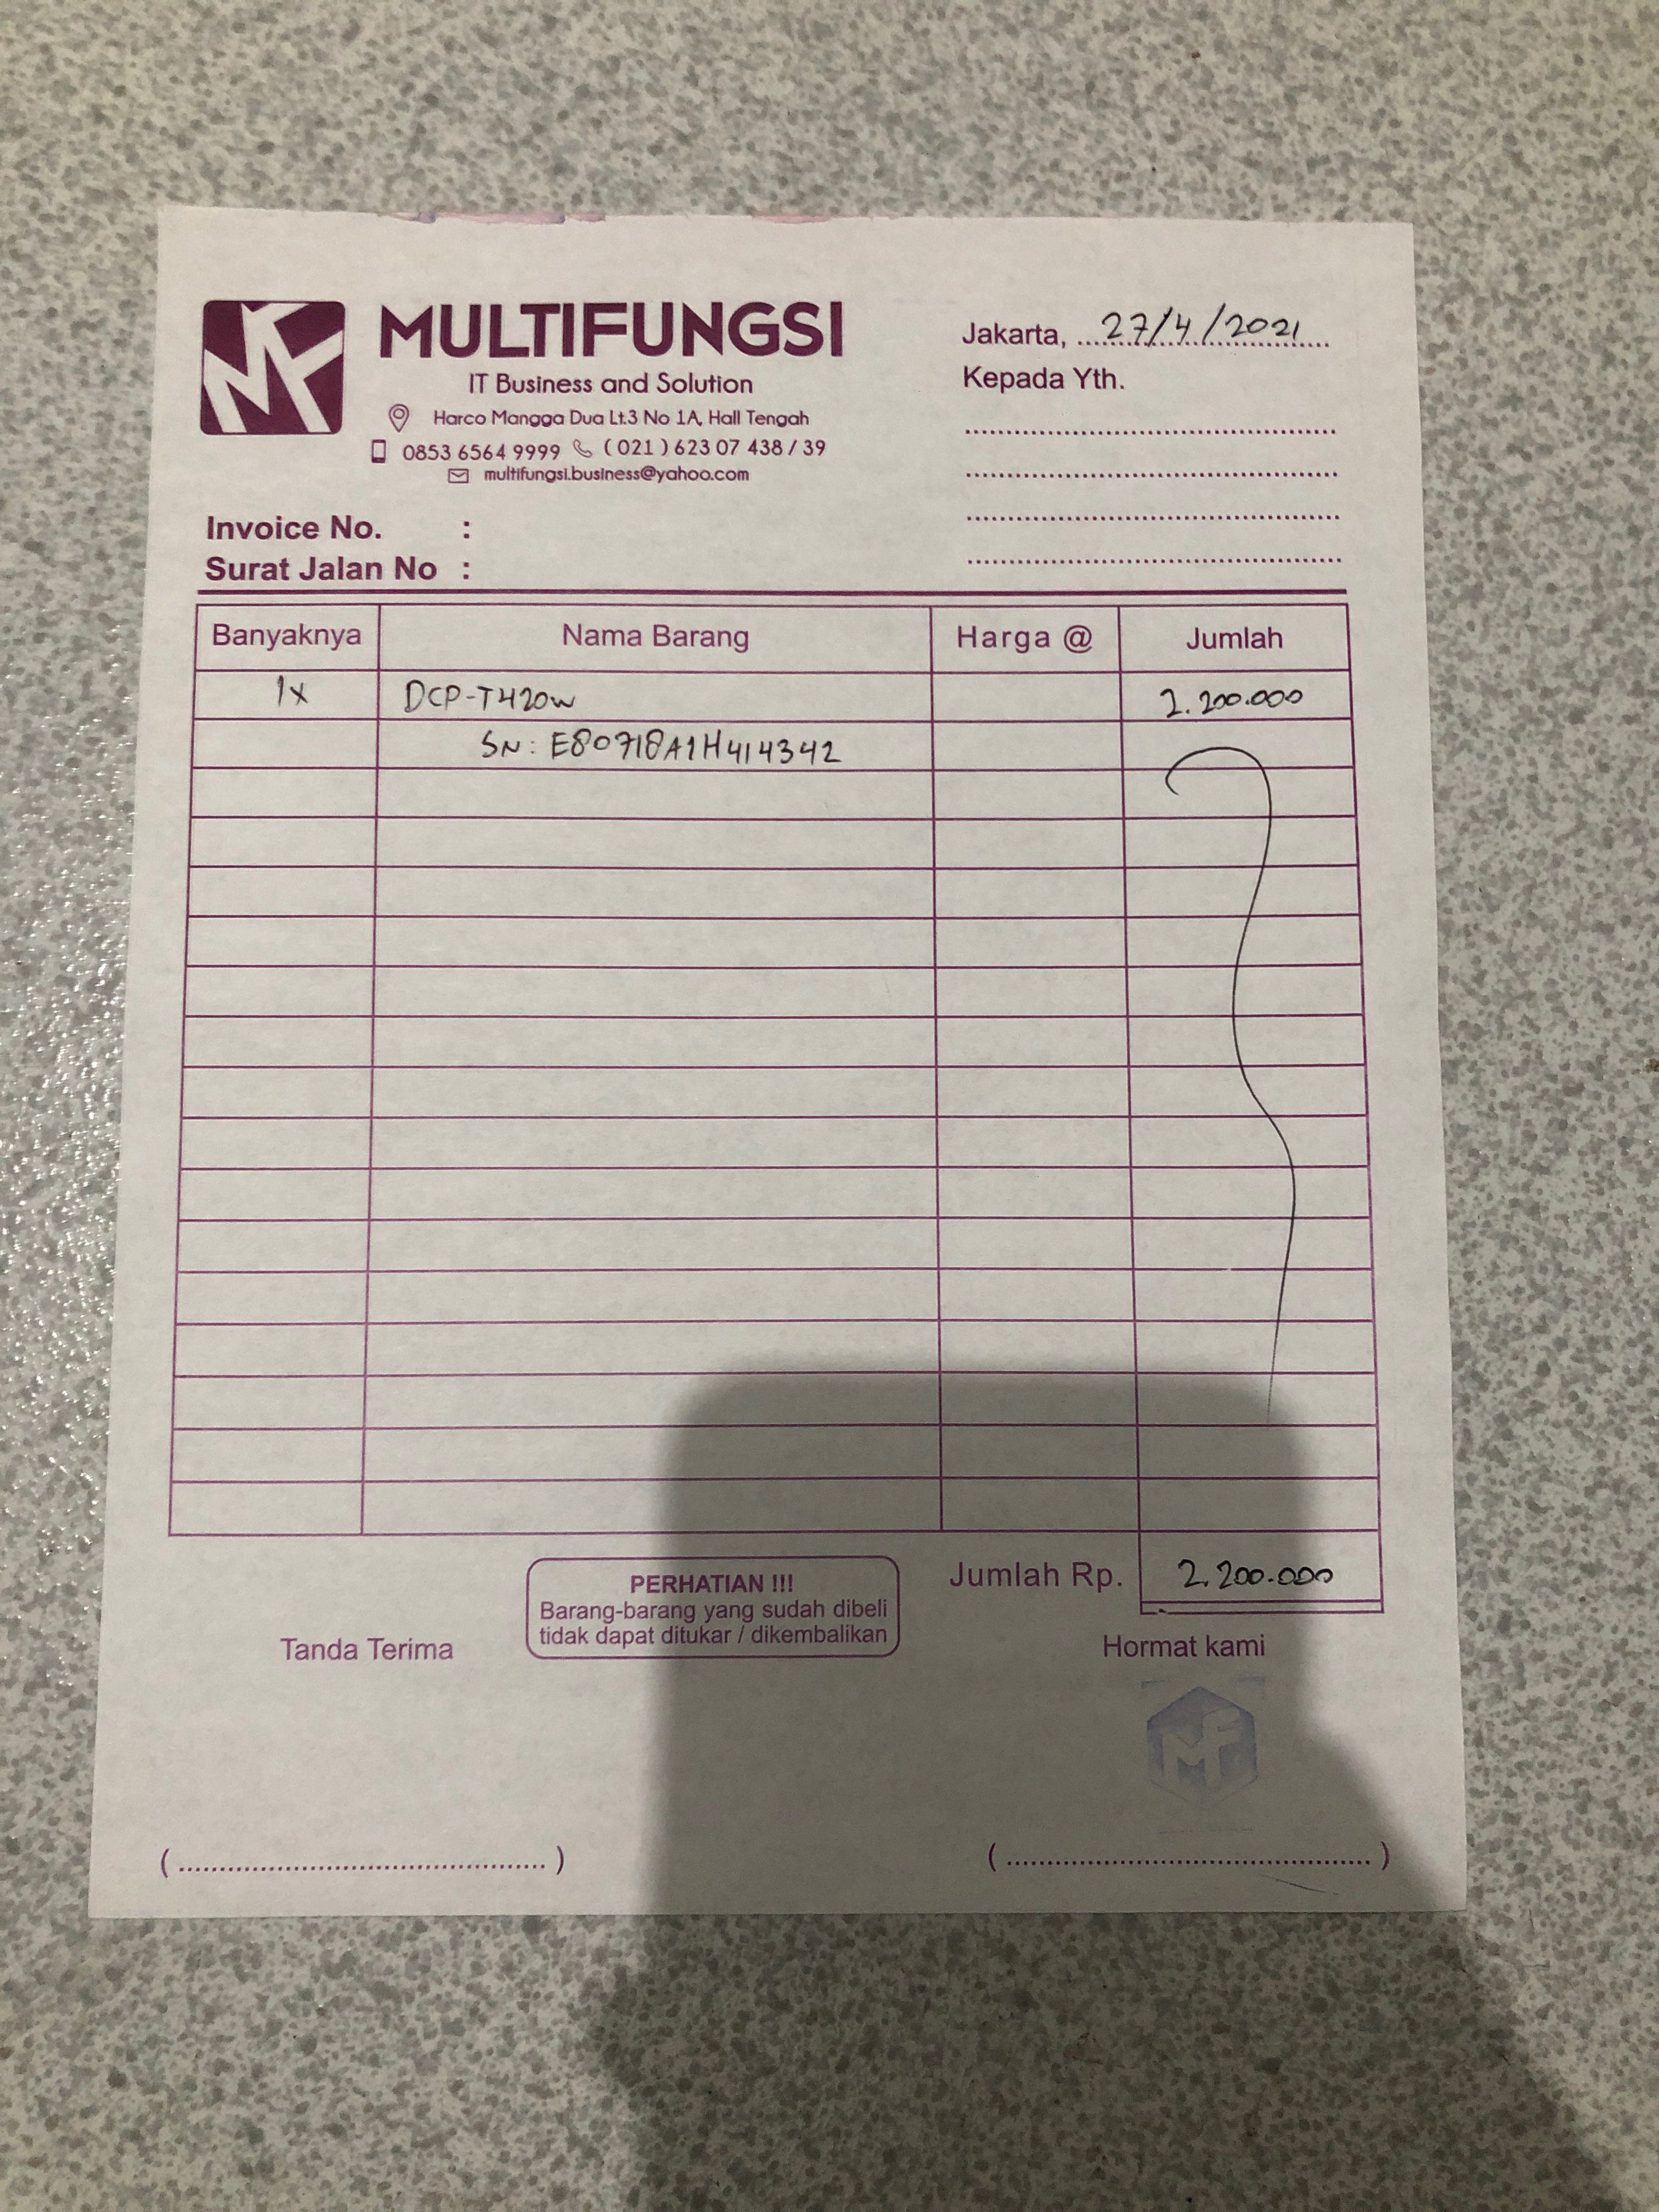 MF MULTIFUNGSI
IT Business and Solution
Harco Mangga Dua Lt.3 No 1A, Hall Tengah
0853 6564 9999 ( 021 ) 623 07 438 / 39
multifungsi.business@yahoo.com
Jakarta, 27/4/2021
Kepada Yth.
Invoice No. :
Surat Jalan No :
Banyaknya Nama Barang Harga @ Jumlah
1x DCP-T420w 2.200.000
SN: E80718A1H414342
Jumlah Rp. 2.200.000
PERHATIAN !!!
Barang-barang yang sudah dibeli
tidak dapat ditukar / dikembalikan
Tanda Terima Hormat kami
MF
(..............................................) (..............................................)